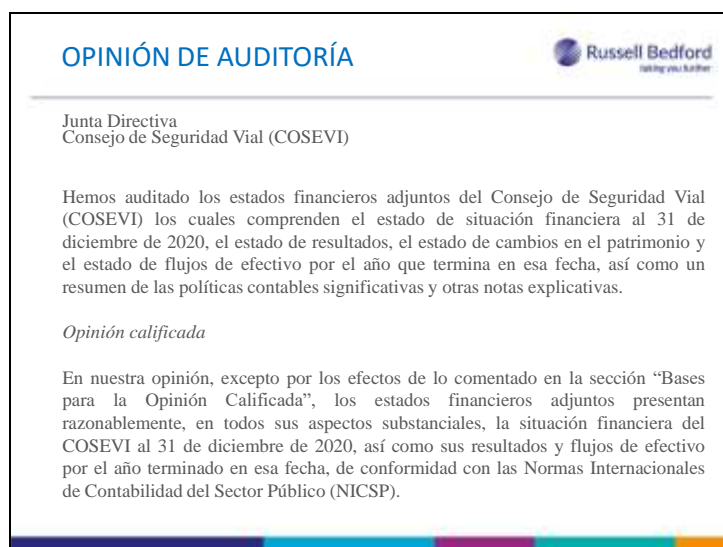 OPINIÓN DE AUDITORÍA
Russell Bedford
taking you further
Junta Directiva
Consejo de Seguridad Vial (COSEVI)
Hemos auditado los estados financieros adjuntos del Consejo de Seguridad Vial
(COSEVI) los cuales comprenden el estado de situación financiera al 31 de
diciembre de 2020, el estado de resultados, el estado de cambios en el patrimonio y
el estado de flujos de efectivo por el año que termina en esa fecha, así como un
resumen de las políticas contables significativas y otras notas explicativas.
Opinión calificada
En nuestra opinión, excepto por los efectos de lo comentado en la sección “Bases
para la Opinión Calificada”, los estados financieros adjuntos presentan
razonablemente, en todos sus aspectos substanciales, la situación financiera del
COSEVI al 31 de diciembre de 2020, así como sus resultados y flujos de efectivo
por el año terminado en esa fecha, de conformidad con las Normas Internacionales
de Contabilidad del Sector Público (NICSP).